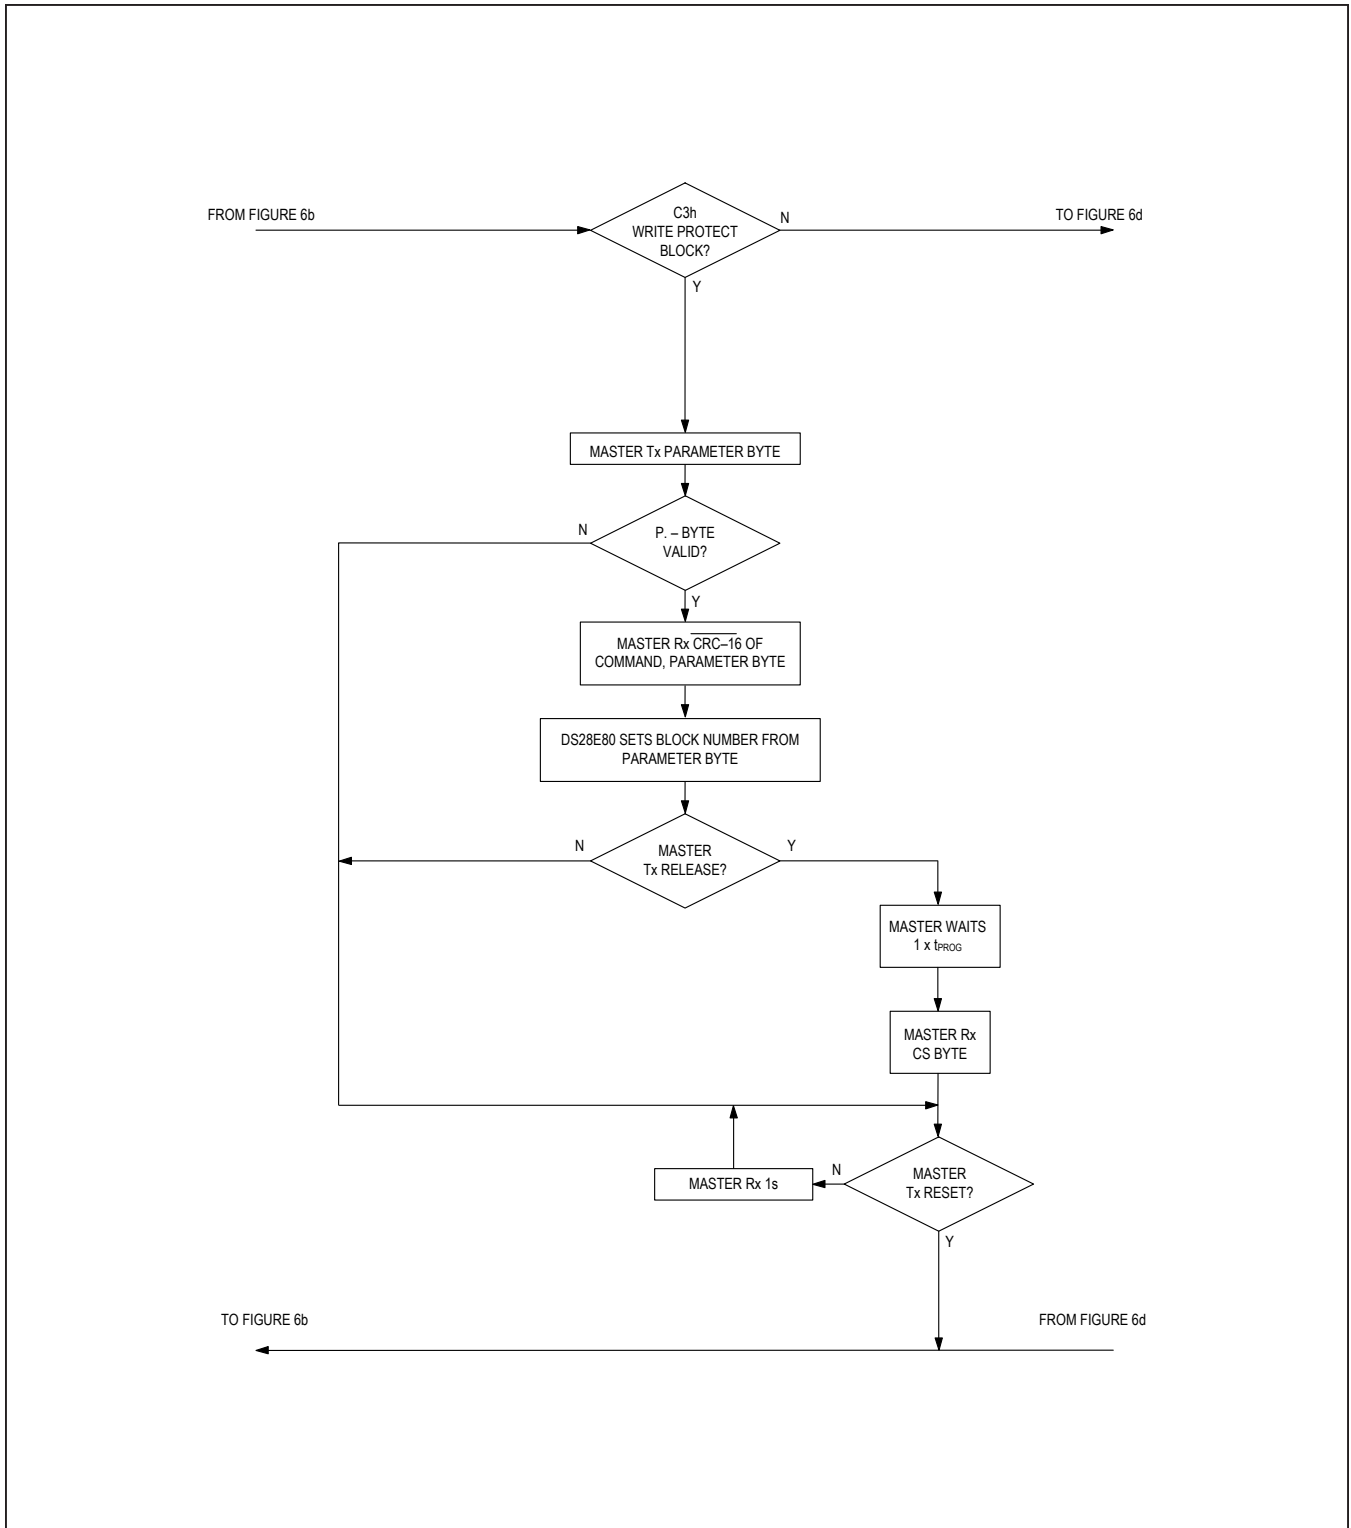 FROM FIGURE 6b
C3h
WRITE PROTECT
BLOCK?
N
TO FIGURE 6d
Y
MASTER Tx PARAMETER BYTE
N
P. – BYTE
VALID?
Y
MASTER Rx CRC–16 OF
COMMAND, PARAMETER BYTE
DS28E80 SETS BLOCK NUMBER FROM
PARAMETER BYTE
N
MASTER
Tx RELEASE?
Y
MASTER WAITS
1 x tPROG
MASTER Rx
CS BYTE
MASTER Rx 1s
N
MASTER
Tx RESET?
Y
TO FIGURE 6b
FROM FIGURE 6d